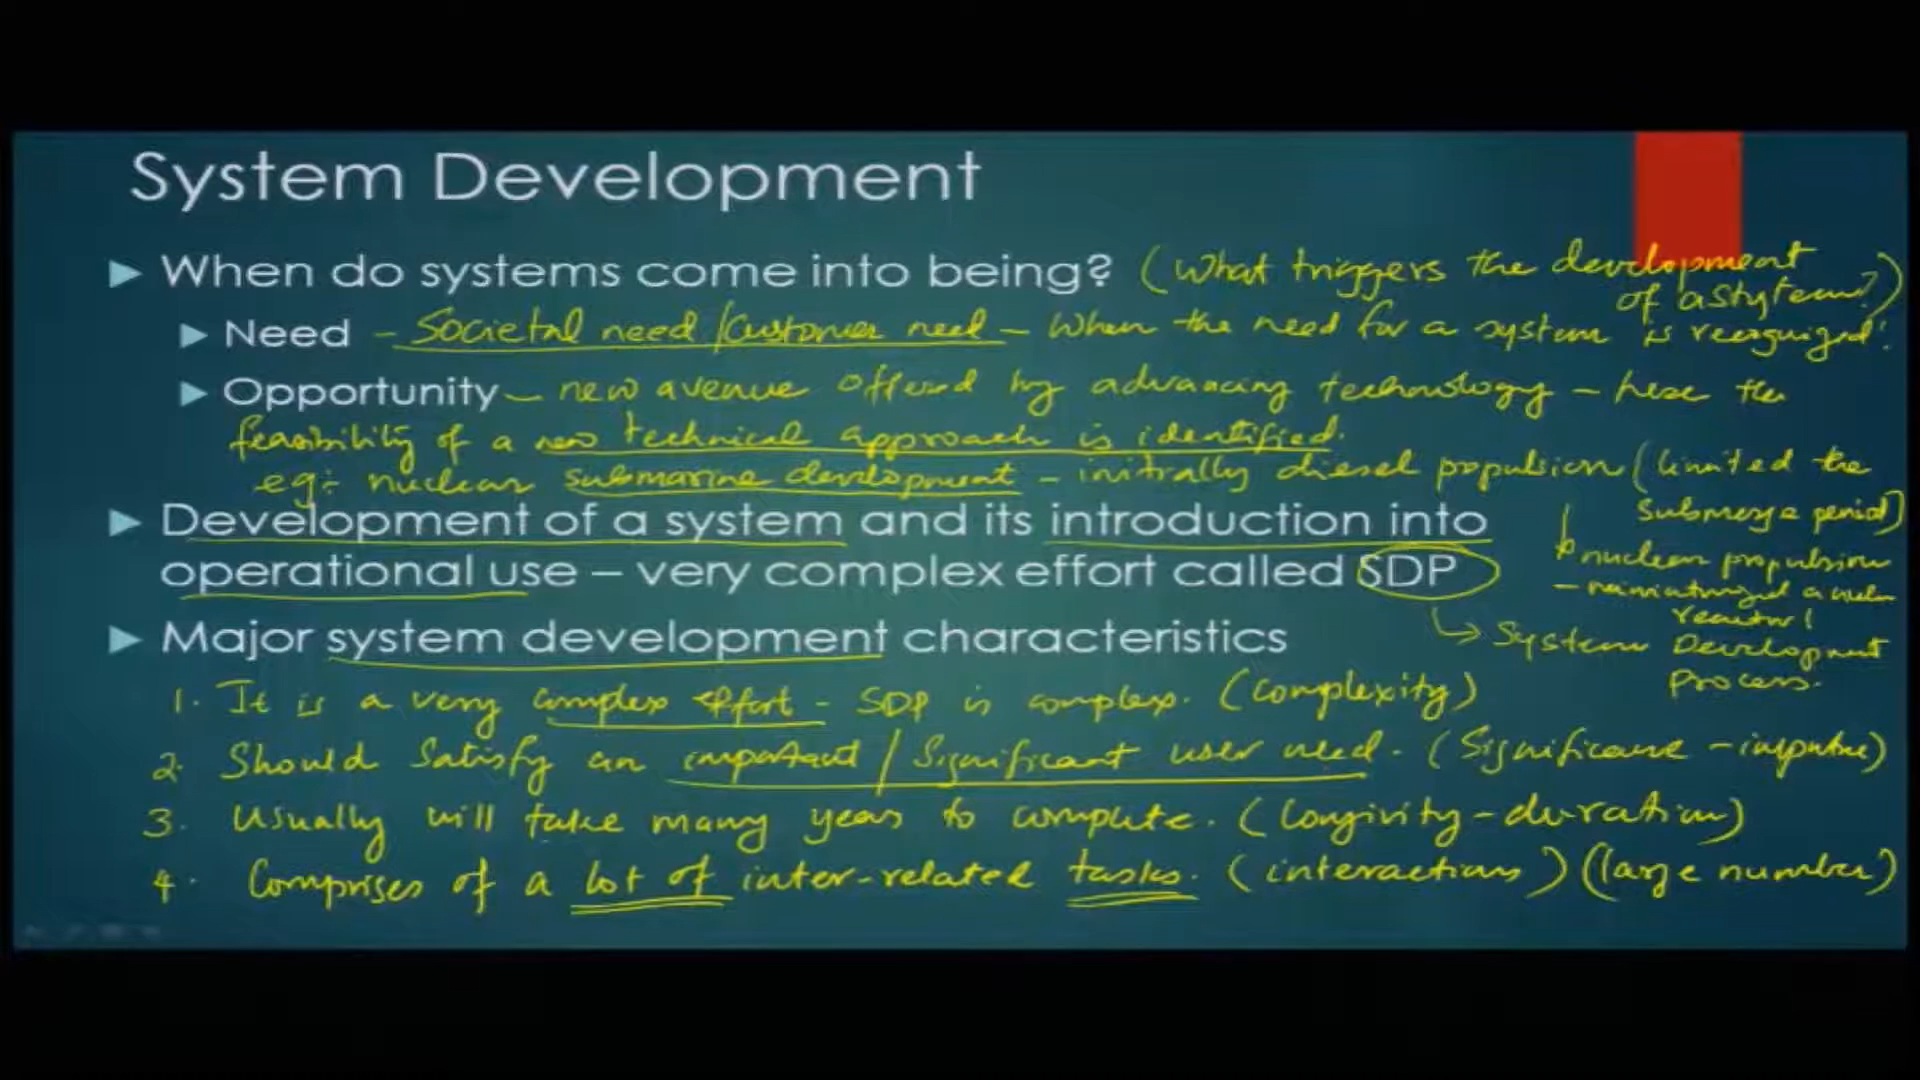 System Development
When do systems come into being? (What triggers the development
of a system?)
Need - Societal need / Customer need - When the need for a system is recognized!
Opportunity - new avenue offered by advancing technology - here the
feasibility of a new technical approach is identified.
eg: nuclear submarine development - initially diesel propulsion (limited the
submerge period)
Development of a system and its introduction into
nuclear propulsion
operational use – very complex effort called SDP
- miniaturized a nuclear
reactor!
Major system development characteristics
System Development
Process.
1. It is a very complex effort - SDP is complex. (Complexity)
2. Should satisfy an important / significant user need. (Significance -
3. Usually will take many years to complete. (Longivity - duration)
4. Comprises of a lot of inter-related tasks. (interactions) (large number)